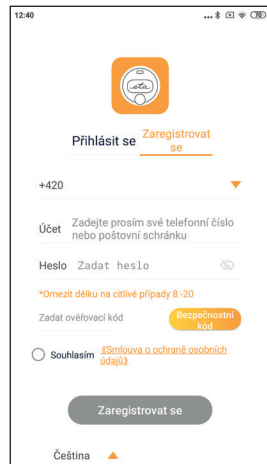 12:40
eta
Přihlásit se
Zaregistrovat
se
+420
Účet
Zadejte prosím své telefonní číslo
nebo poštovní schránku
Heslo Zadat heslo
*Omezit délku na citlivé případy 8 -20
Zadat ověřovací kód
Bezpečnostní
kód
Souhlasím 《Smlouva o ochraně osobních
údajů》
Zaregistrovat se
Čeština